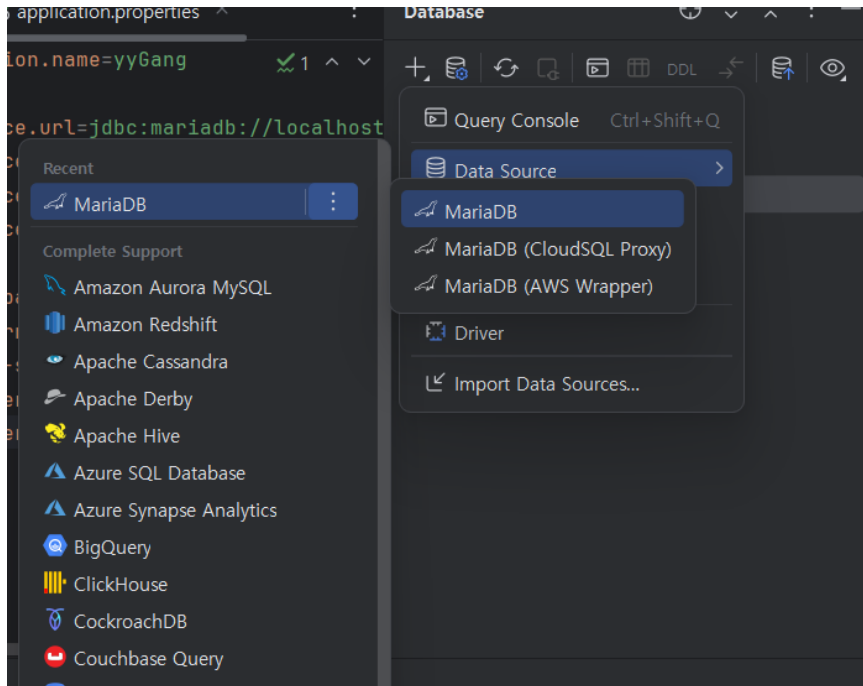 application.properties
ion.name=yyGang
1
ce.url=jdbc:mariadb://localhost
Recent
MariaDB
Complete Support
Amazon Aurora MySQL
Amazon Redshift
Apache Cassandra
Apache Derby
Apache Hive
Azure SQL Database
Azure Synapse Analytics
BigQuery
ClickHouse
CockroachDB
Couchbase Query
Database
DDL
Query Console Ctrl+Shift+Q
Data Source
MariaDB
MariaDB (CloudSQL Proxy)
MariaDB (AWS Wrapper)
Driver
Import Data Sources...